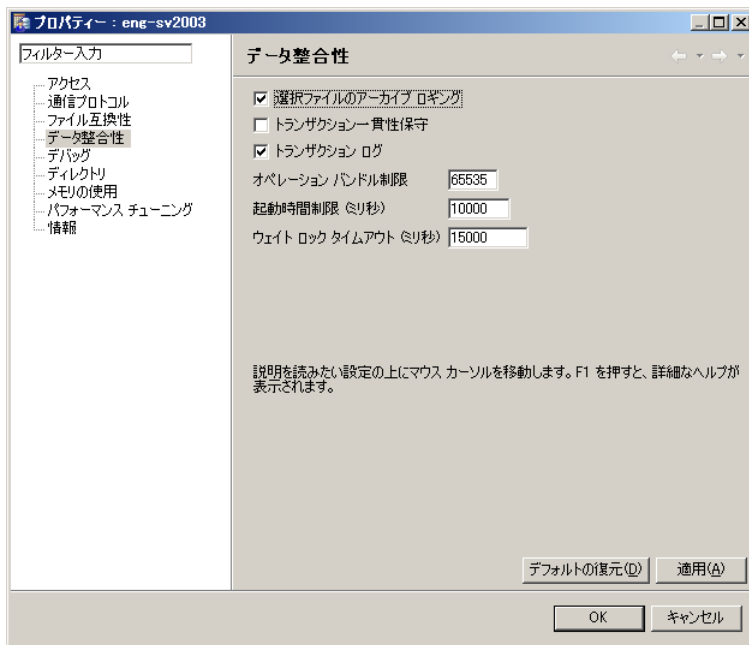 プロパティー : eng-sv2003
フィルター入力
アクセス
通信プロトコル
ファイル互換性
データ整合性
デバッグ
ディレクトリ
メモリの使用
パフォーマンス チューニング
情報
データ整合性
選択ファイルのアーカイブ ロギング
トランザクション一貫性保守
トランザクション ログ
オペレーション バンドル制限 65535
起動時間制限 (ミリ秒) 10000
ウェイト ロック タイムアウト (ミリ秒) 15000
説明を読みたい設定の上にマウス カーソルを移動します。F1 を押すと、詳細なヘルプが
表示されます。
デフォルトの復元(D) 適用(A)
OK キャンセル